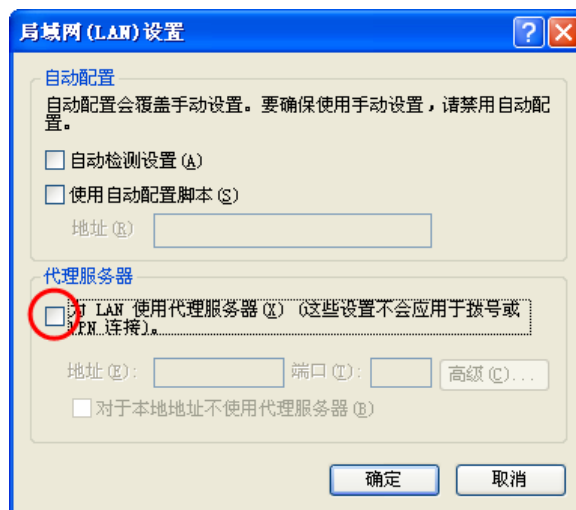 局域网(LAN)设置
自动配置
自动配置会覆盖手动设置。要确保使用手动设置，请禁用自动配
置。
自动检测设置(A)
使用自动配置脚本(S)
地址(R)
代理服务器
为 LAN 使用代理服务器(X) (这些设置不会应用于拨号或
VPN 连接)。
地址(E): 端口(T): 高级(C)...
对于本地地址不使用代理服务器(B)
确定 取消